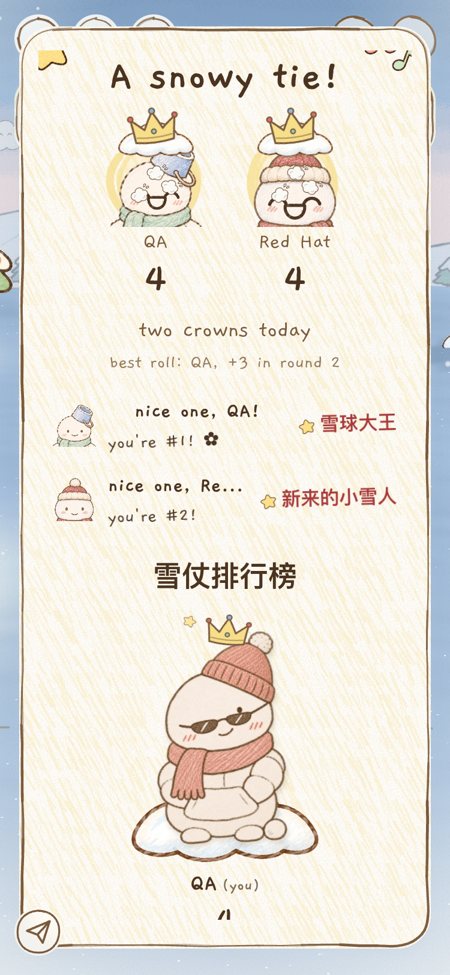 A snowy tie!
QA
Red Hat
4
4
two crowns today
best roll: QA, +3 in round 2
nice one, QA!
you're #1!
雪球大王
nice one, Re...
you're #2!
新来的小雪人
雪仗排行榜
QA (you)